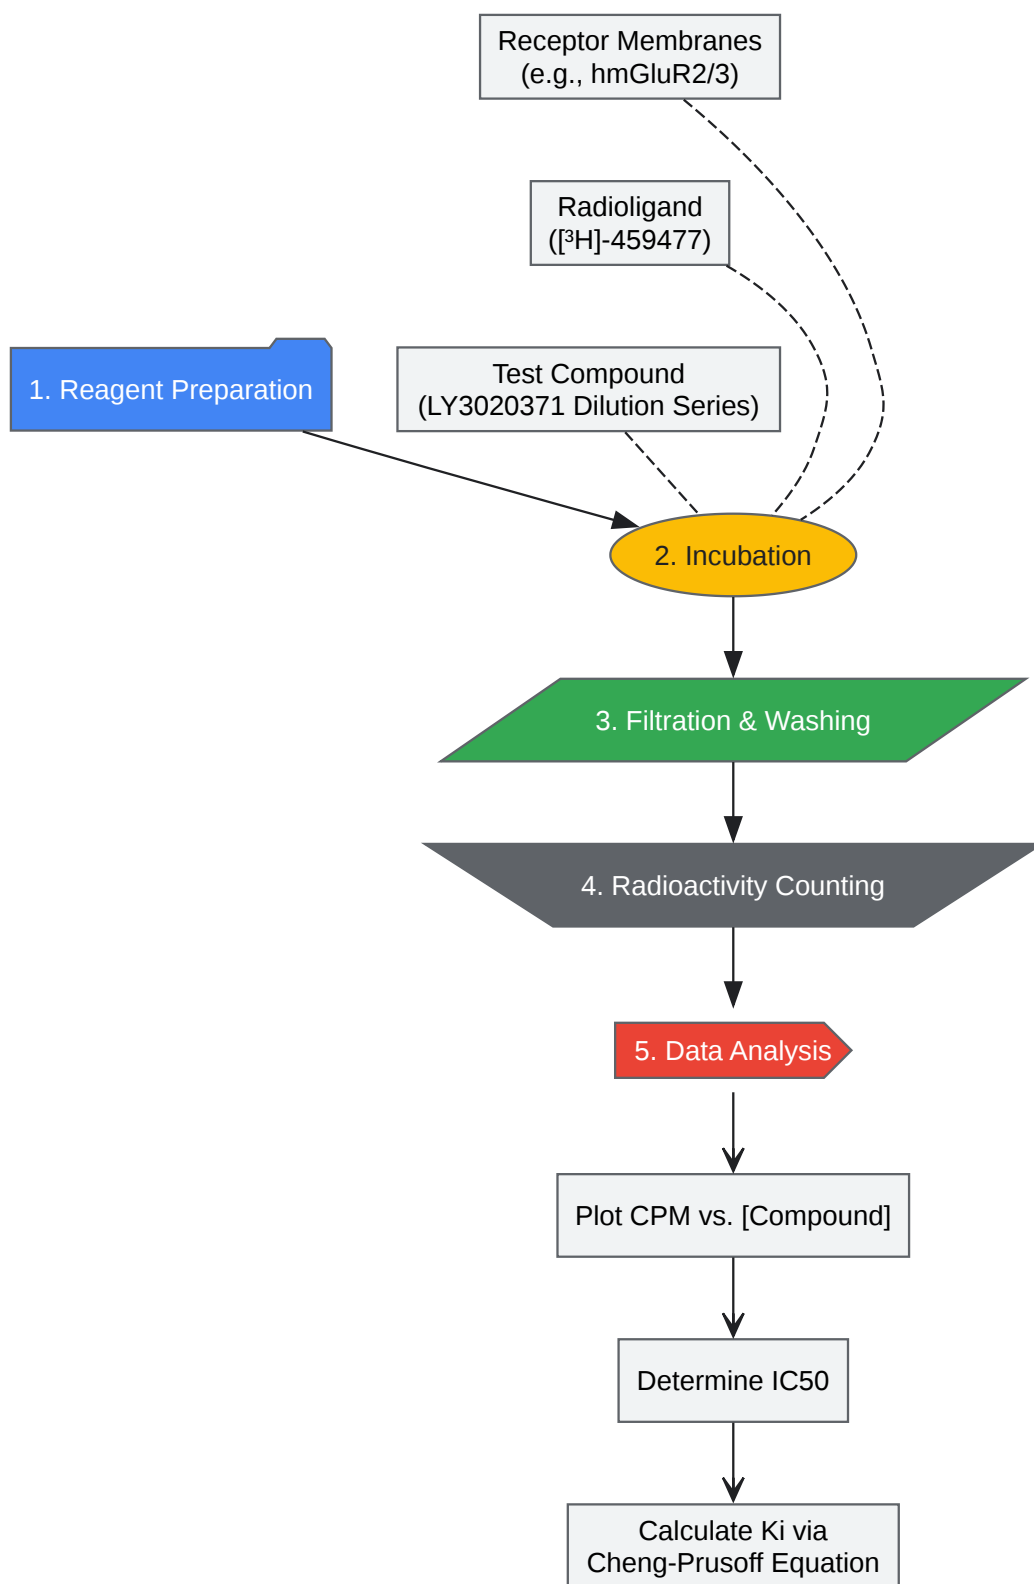 Receptor Membranes
(e.g., hmGluR2/3)
Radioligand
([³H]-459477)
1. Reagent Preparation
Test Compound
(LY3020371 Dilution Series)
2. Incubation
3. Filtration & Washing
4. Radioactivity Counting
5. Data Analysis
Plot CPM vs. [Compound]
Determine IC50
Calculate Ki via
Cheng-Prusoff Equation